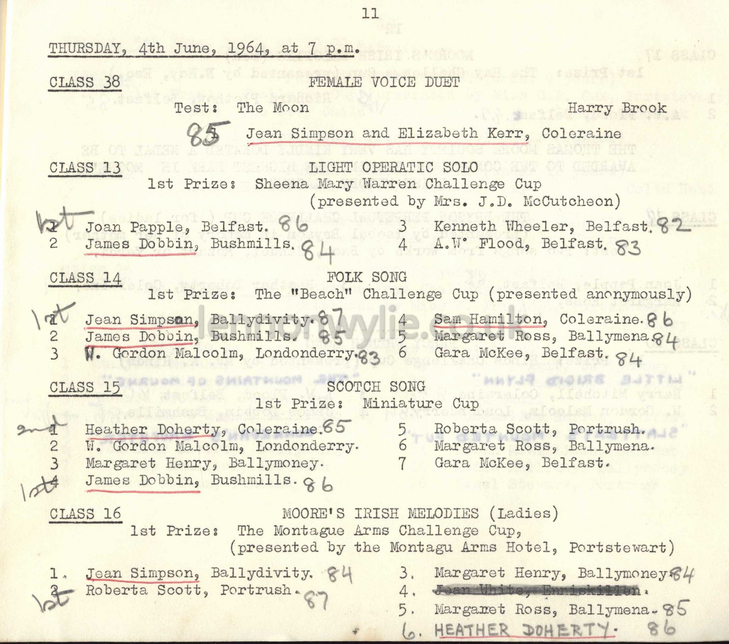 11
THURSDAY, 4th June, 1964, at 7 p.m.
CLASS 38 FEMALE VOICE DUET
Test: The Moon Harry Brook
85 Jean Simpson and Elizabeth Kerr, Coleraine
CLASS 13 LIGHT OPERATIC SOLO
1st Prize: Sheena Mary Warren Challenge Cup
(presented by Mrs. J.D. McCutcheon)
1st 1 Joan Papple, Belfast. 86 3 Kenneth Wheeler, Belfast. 82
2 James Dobbin, Bushmills. 84 4 A.W. Flood, Belfast. 83
CLASS 14 FOLK SONG
1st Prize: The "Beach" Challenge Cup (presented anonymously)
1st 1 Jean Simpson, Ballydivity. 87 4 Sam Hamilton, Coleraine. 86
2 James Dobbin, Bushmills. 85 5 Margaret Ross, Ballymena. 84
3 W. Gordon Malcolm, Londonderry. 83 6 Gara McKee, Belfast. 84
jennonwylie.co.uk
CLASS 15 SCOTCH SONG
1st Prize: Miniature Cup
2nd 1 Heather Doherty, Coleraine. 85 5 Roberta Scott, Portrush.
2 W. Gordon Malcolm, Londonderry. 6 Margaret Ross, Ballymena.
3 Margaret Henry, Ballymoney. 7 Gara McKee, Belfast.
1st 4 James Dobbin, Bushmills. 86
CLASS 16 MOORE'S IRISH MELODIES (Ladies)
1st Prize: The Montague Arms Challenge Cup,
(presented by the Montagu Arms Hotel, Portstewart)
1. Jean Simpson, Ballydivity. 84 3. Margaret Henry, Ballymoney 84
1st 2 Roberta Scott, Portrush. 87 4. Jean White, Enniskillen.
5. Margaret Ross, Ballymena. 85
6. HEATHER DOHERTY. 86